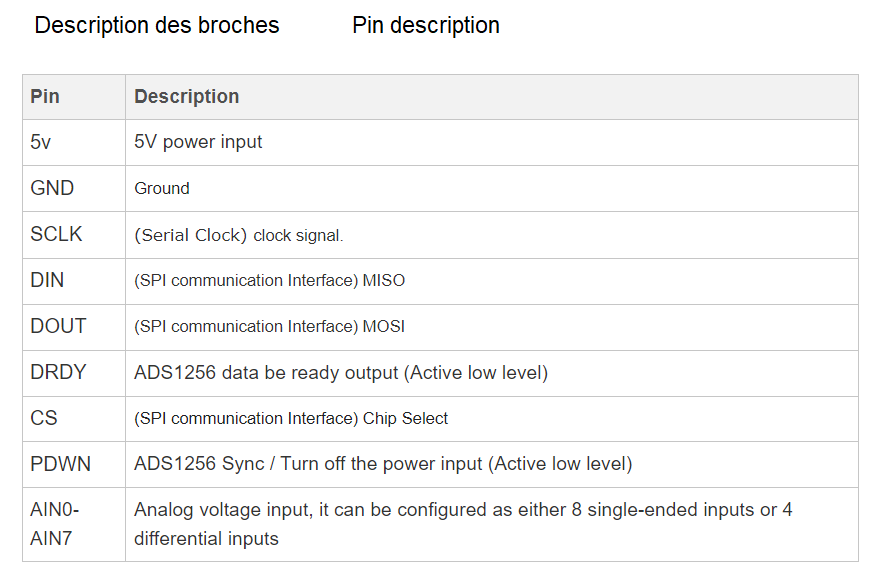 Description des broches Pin description
Pin Description
5v 5V power input
GND Ground
SCLK (Serial Clock) clock signal.
DIN (SPI communication Interface) MISO
DOUT (SPI communication Interface) MOSI
DRDY ADS1256 data be ready output (Active low level)
CS (SPI communication Interface) Chip Select
PDWN ADS1256 Sync / Turn off the power input (Active low level)
AIN0- Analog voltage input, it can be configured as either 8 single-ended inputs or 4
AIN7 differential inputs